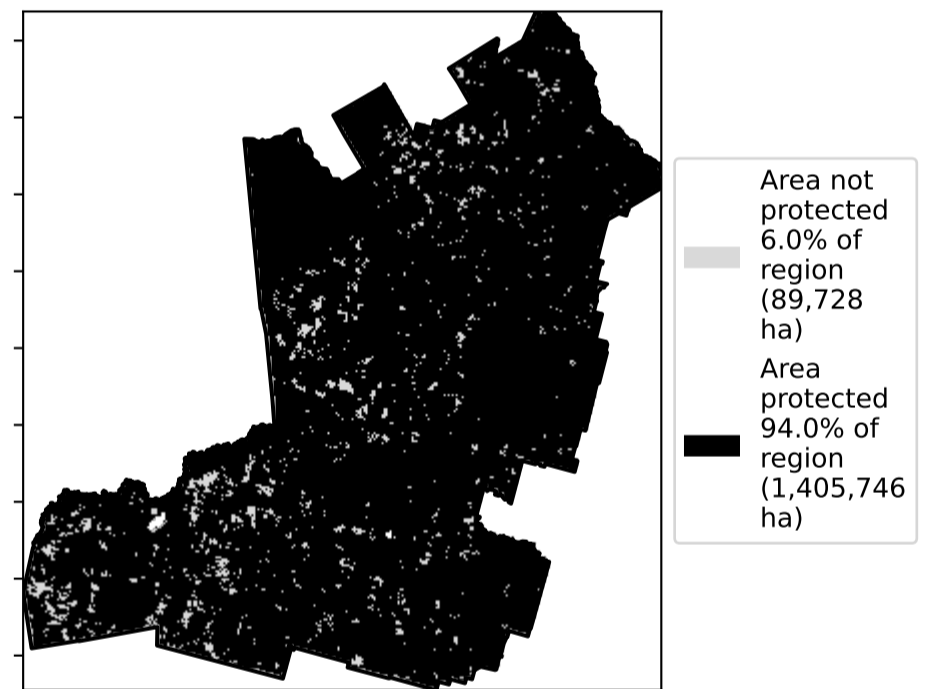 Area not
protected
6.0% of
region
(89,728
ha)
Area
protected
94.0% of
region
(1,405,746
ha)